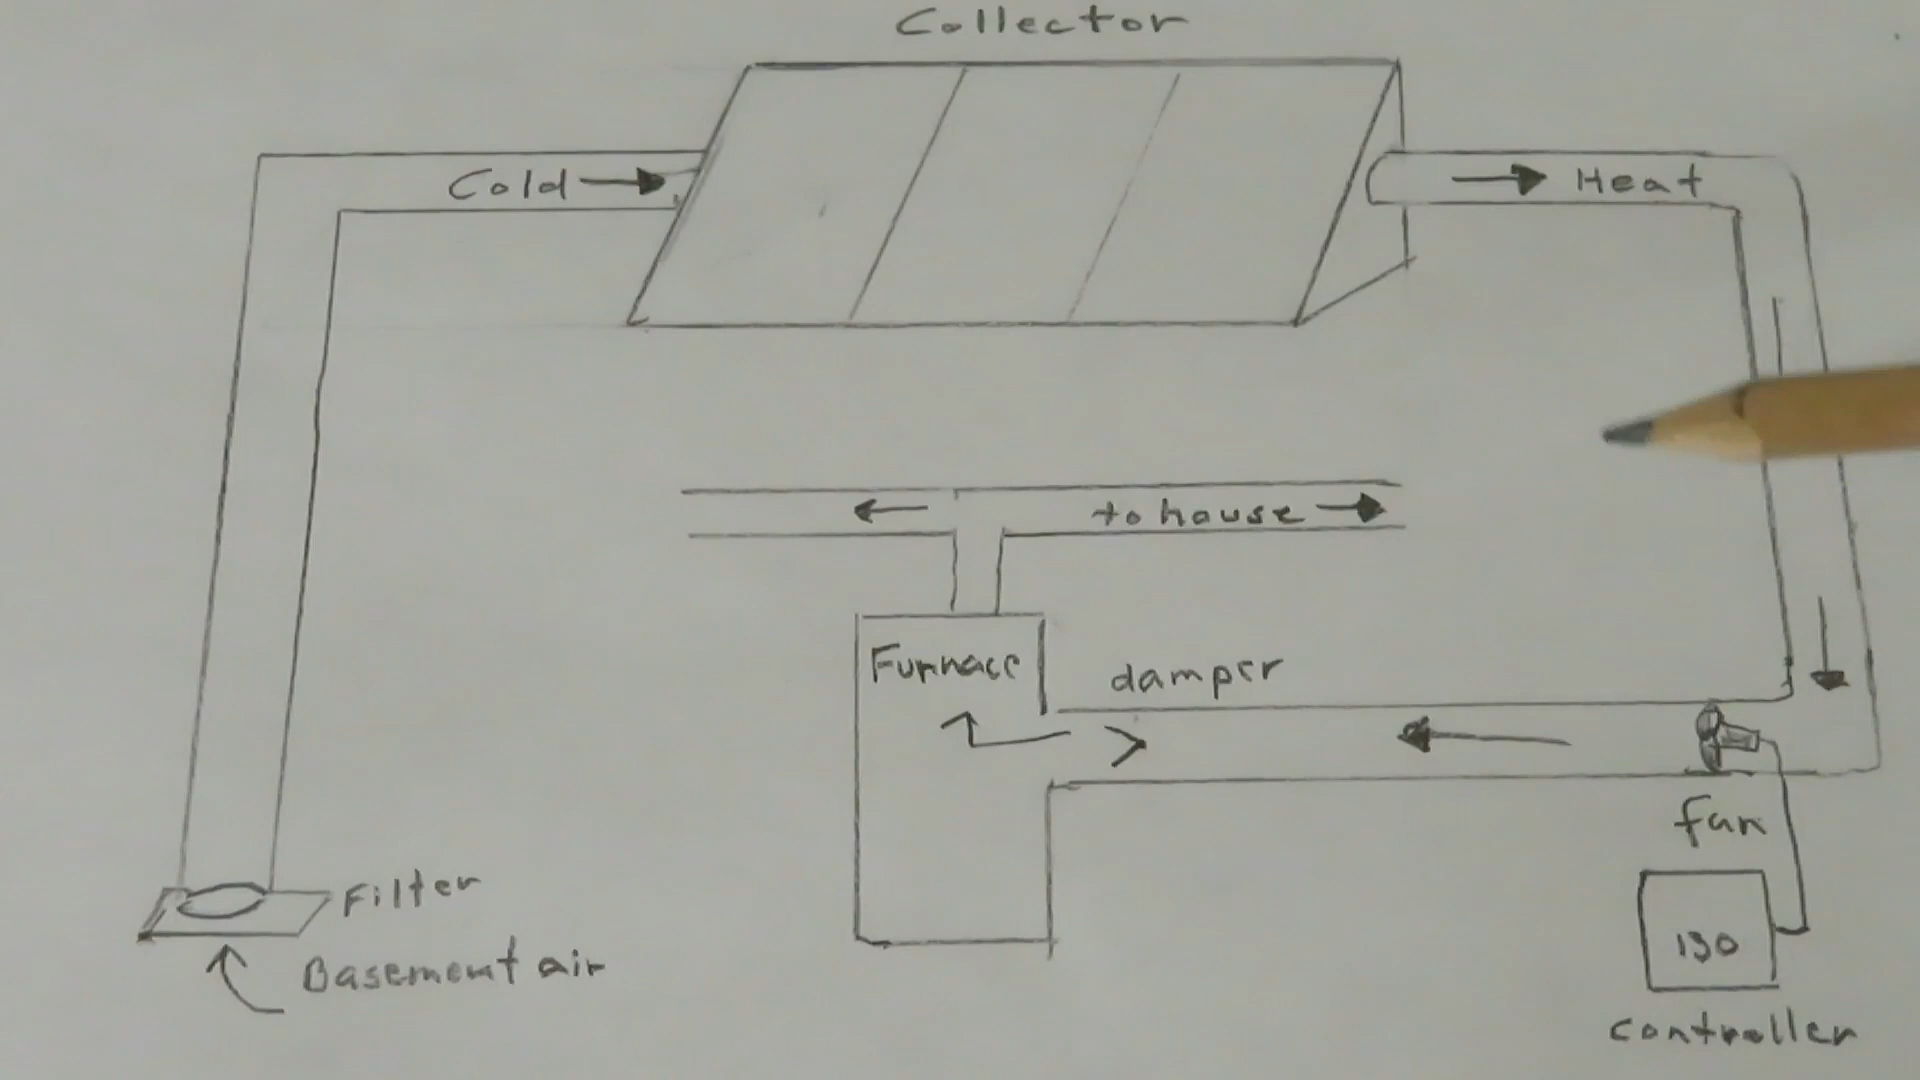 Collector
Cold
Heat
to house
Furnace
damper
fan
Filter
Basement air
130
controller